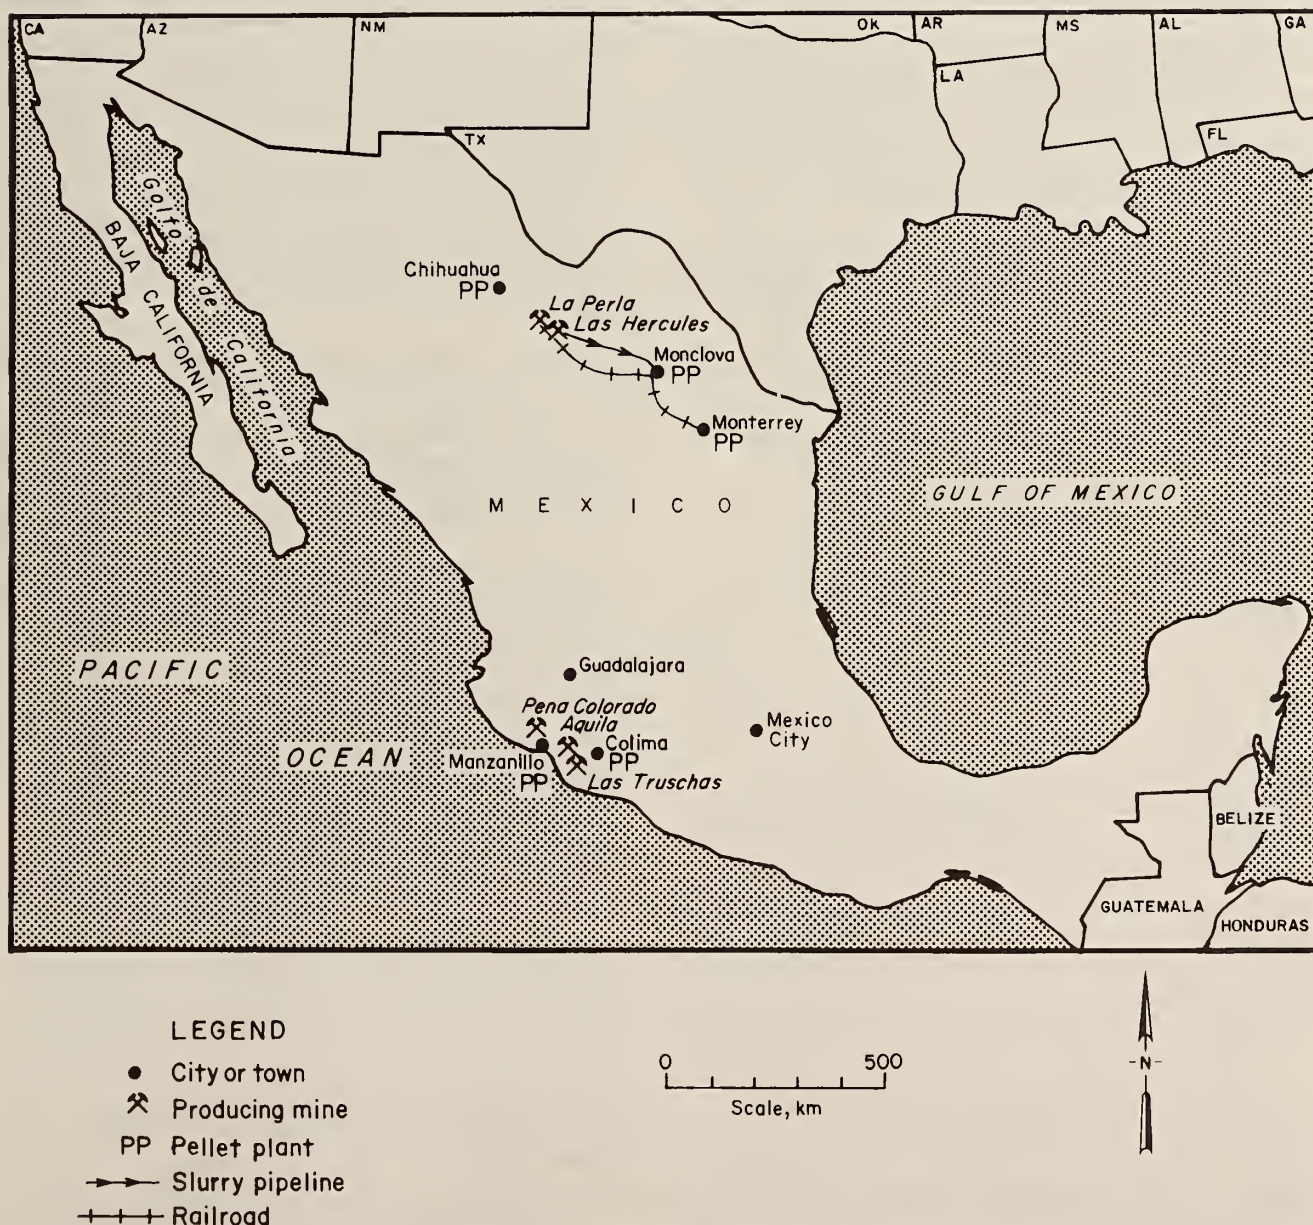 CA
AZ
NM
OK
AR
MS
AL
GA
LA
TX
FL
Golfo
de
California
BAJA
CALIFORNIA
Chihuahua
PP
La Perla
Las Hercules
Monclova
PP
Monterrey
PP
MEXICO
GULF OF MEXICO
PACIFIC
OCEAN
Guadalajara
Pena Colorado
Aquila
Mexico
City
Manzanillo
PP
Colima
PP
Las Truschas
BELIZE
GUATEMALA
HONDURAS
LEGEND
City or town
Producing mine
PP Pellet plant
Slurry pipeline
Railroad
0 500
Scale, km
-N-